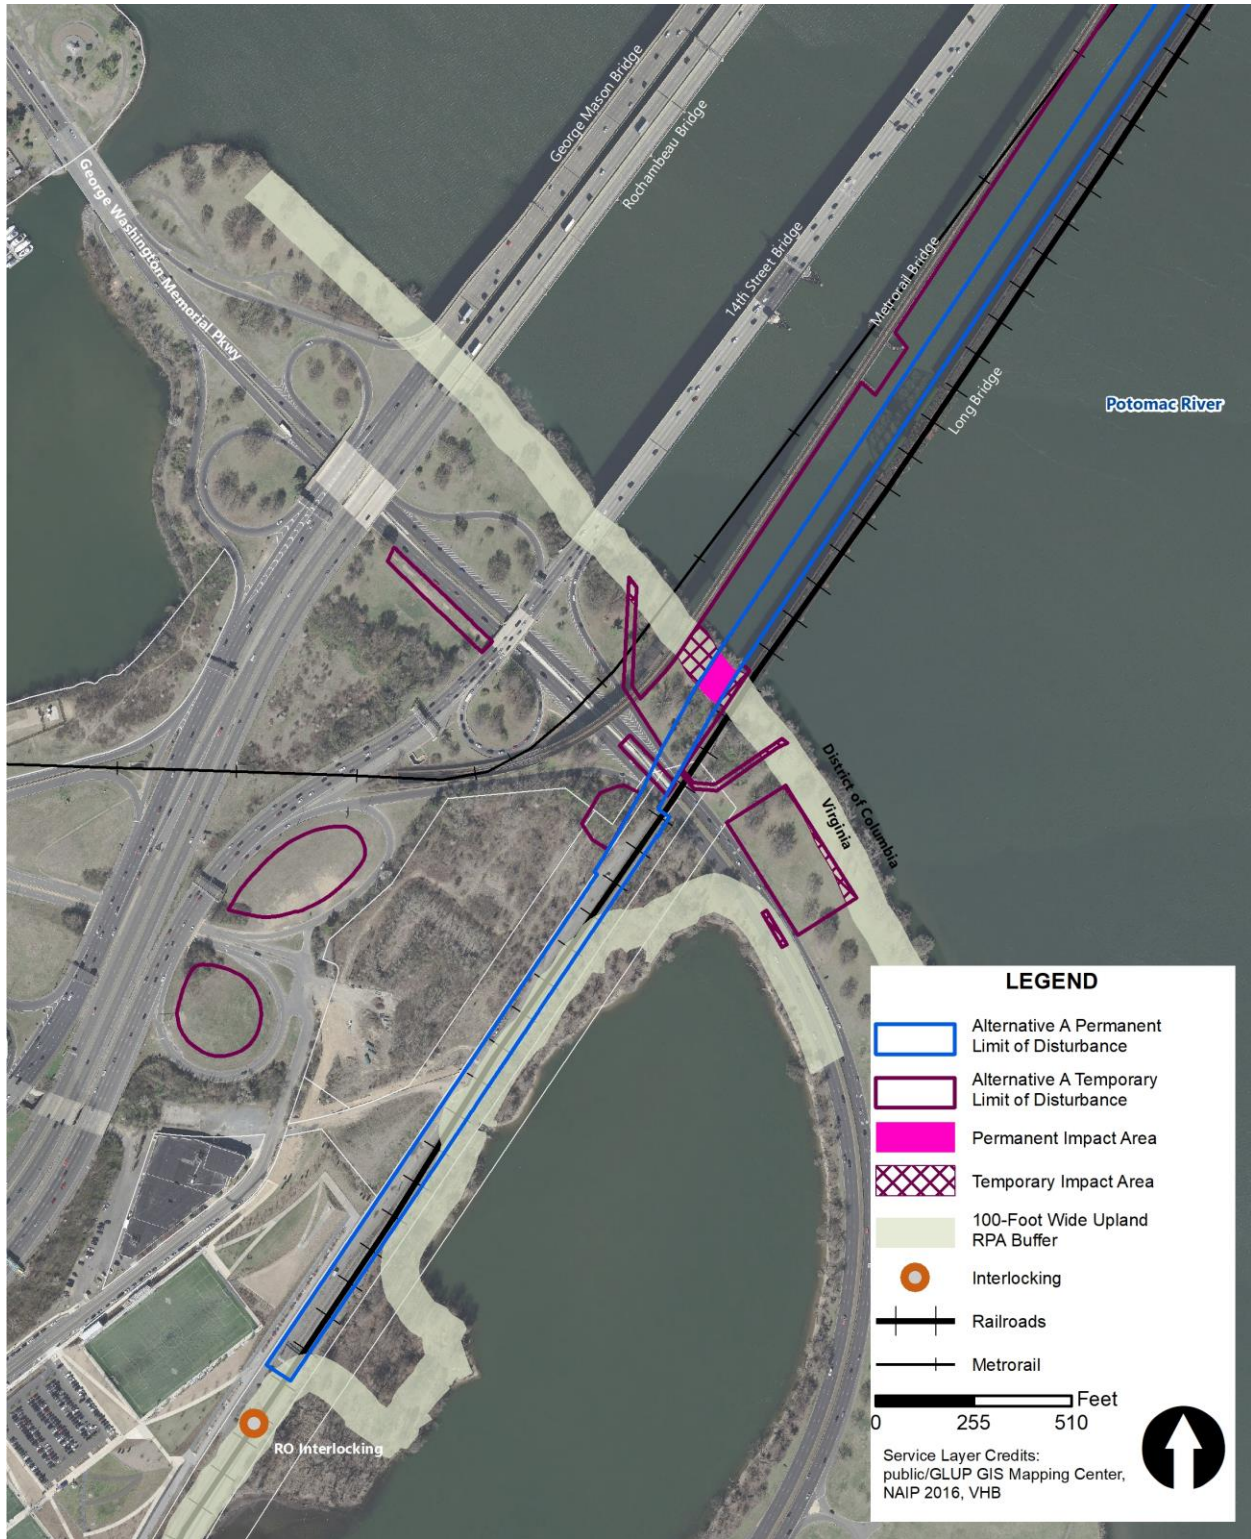 George Mason Bridge
Rochambeau Bridge
George Washington Memorial Pkwy
14th Street Bridge
Metrorail Bridge
Long Bridge
Potomac River
District of Columbia
Virginia
RO Interlocking
LEGEND
Alternative A Permanent
Limit of Disturbance
Alternative A Temporary
Limit of Disturbance
Permanent Impact Area
Temporary Impact Area
100-Foot Wide Upland
RPA Buffer
Interlocking
Railroads
Metrorail
Feet
0 255 510
Service Layer Credits:
public/GLUP GIS Mapping Center,
NAIP 2016, VHB